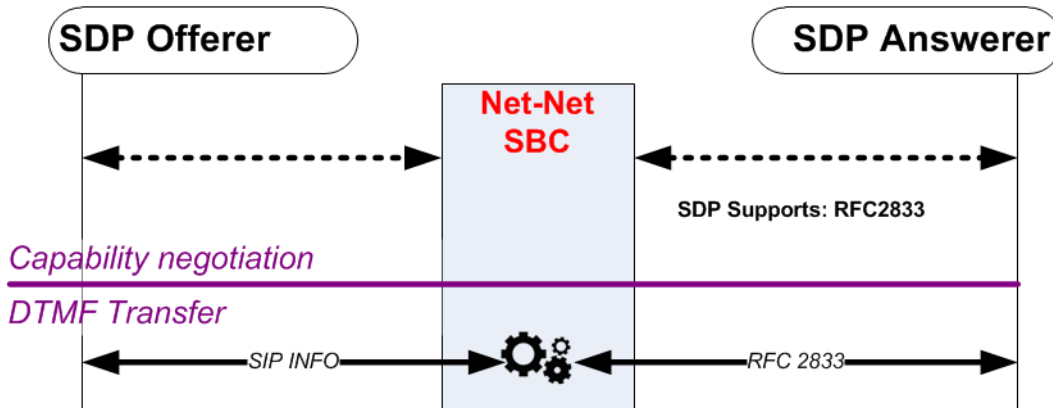 SDP Offerer
SDP Answerer
Net-Net
SBC
SDP Supports: RFC2833
Capability negotiation
DTMF Transfer
SIP INFO
RFC 2833